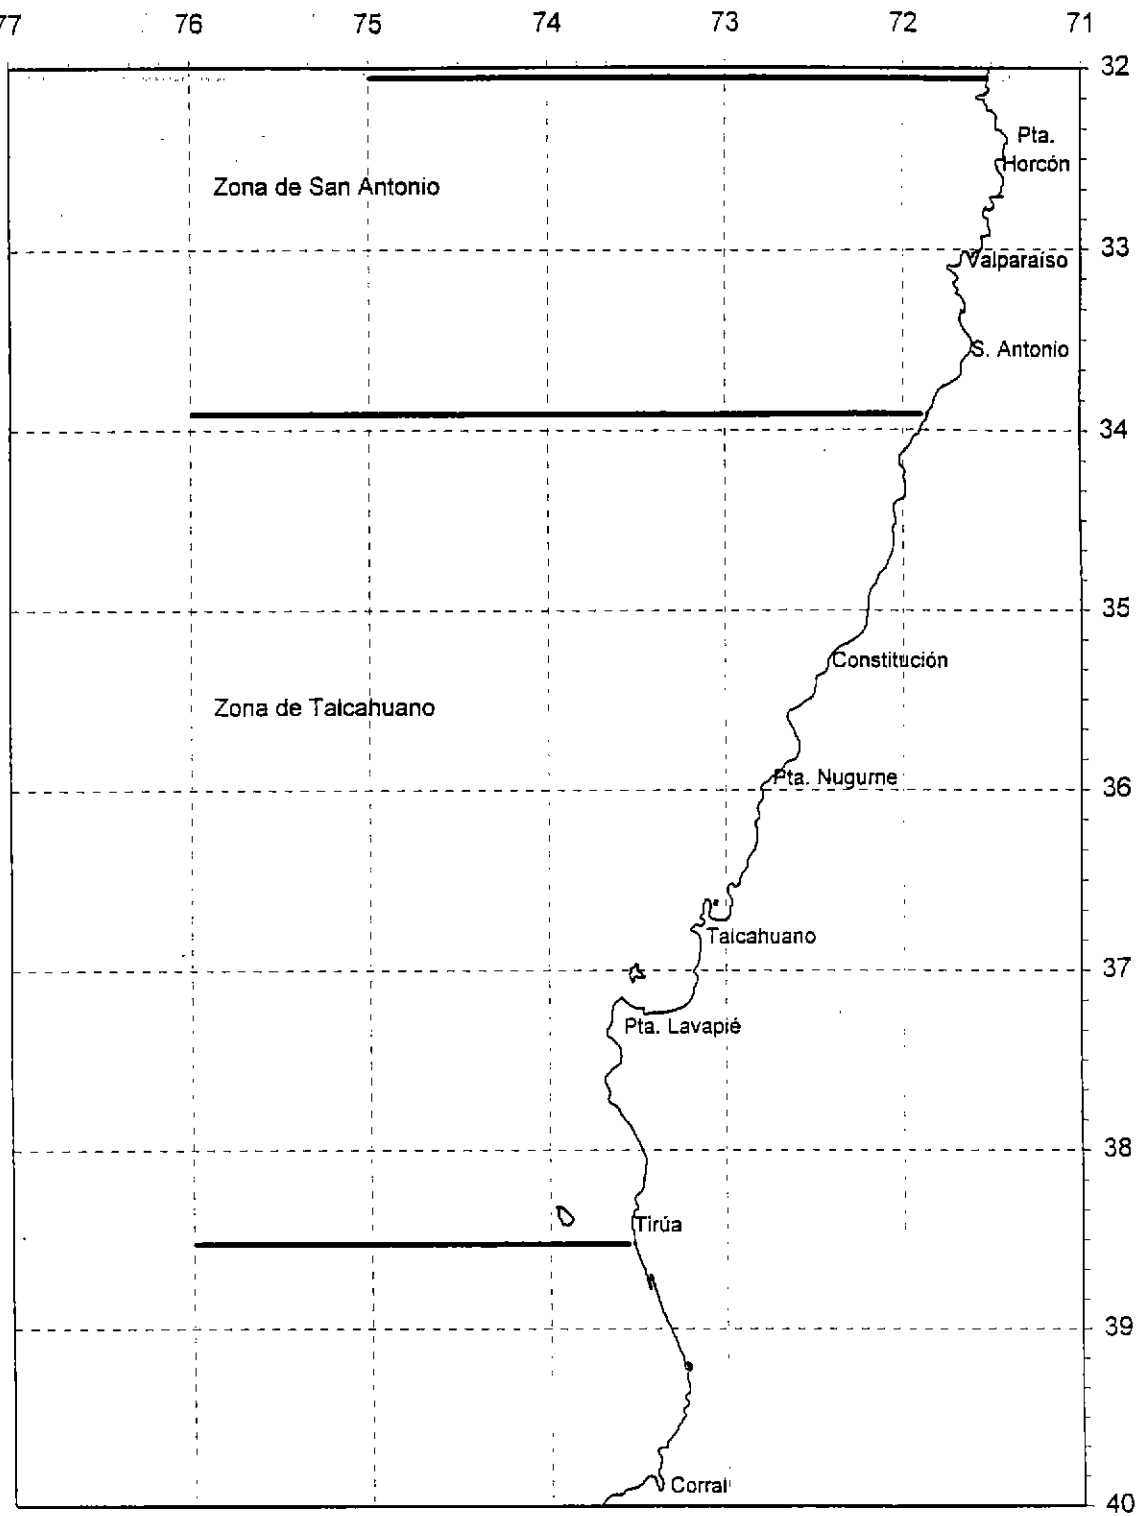 77 76 75 74 73 72 71
32
Pta.
Horcón
Zona de San Antonio
33
Valparaíso
S. Antonio
34
35
Constitución
Zona de Talcahuano
Pta. Nugurne
36
Talcahuano
37
Pta. Lavapié
38
Tirúa
39
Corral
40